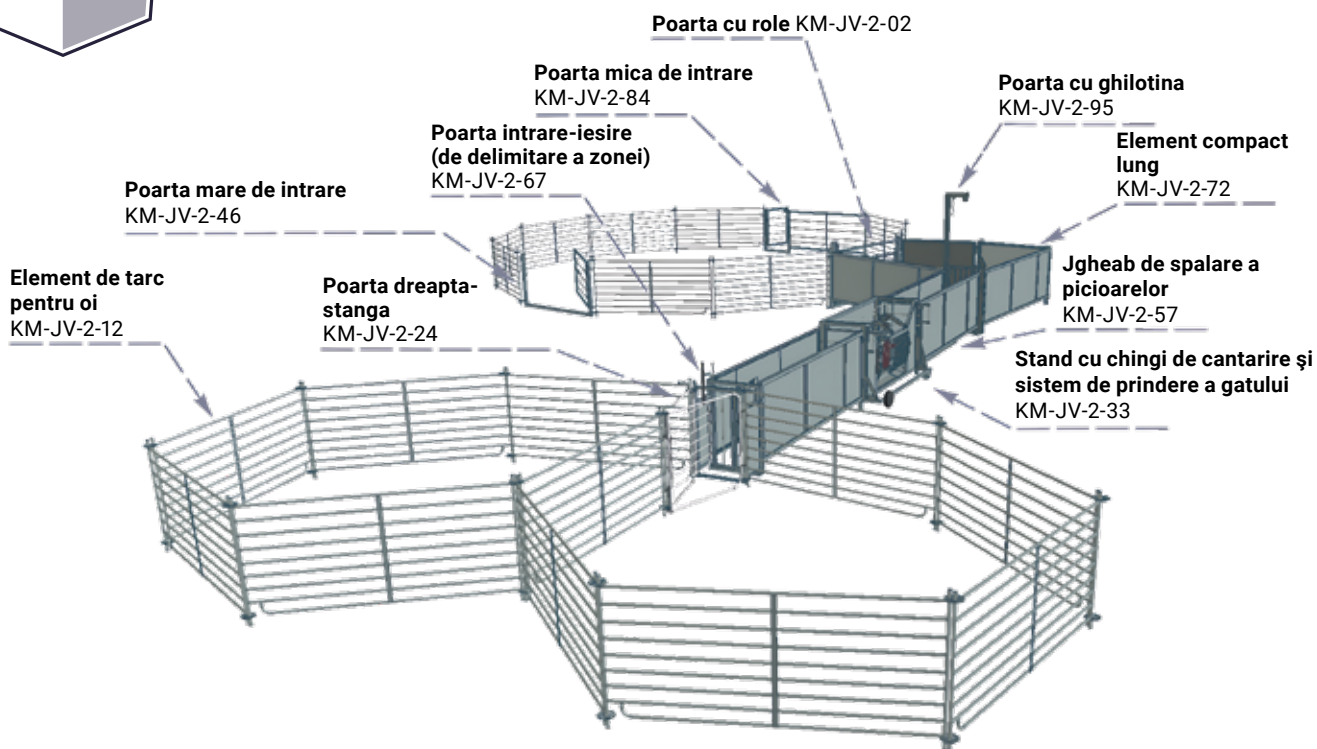 Poarta cu role KM-JV-2-02
Poarta mica de intrare
KM-JV-2-84
Poarta cu ghilotina
KM-JV-2-95
Poarta intrare-iesire
(de delimitare a zonei)
KM-JV-2-67
Element compact
lung
KM-JV-2-72
Poarta mare de intrare
KM-JV-2-46
Jgheab de spalare a
picioarelor
KM-JV-2-57
Element de tarc
pentru oi
KM-JV-2-12
Poarta dreapta-
stanga
KM-JV-2-24
Stand cu chingi de cantarire şi
sistem de prindere a gatului
KM-JV-2-33